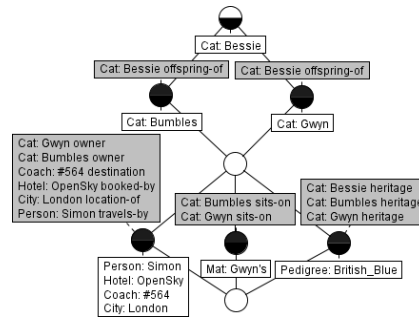 Cat: Bessie
Cat: Bessie offspring-of
Cat: Bessie offspring-of
Cat: Bumbles
Cat: Gwyn
Cat: Gwyn owner
Cat: Bumbles owner
Coach: #564 destination
Hotel: OpenSky booked-by
City: London location-of
Person: Simon travels-by
Cat: Bumbles sits-on
Cat: Gwyn sits-on
Cat: Bessie heritage
Cat: Bumbles heritage
Cat: Gwyn heritage
Person: Simon
Hotel: OpenSky
Coach: #564
City: London
Mat: Gwyn's
Pedigree: British_Blue